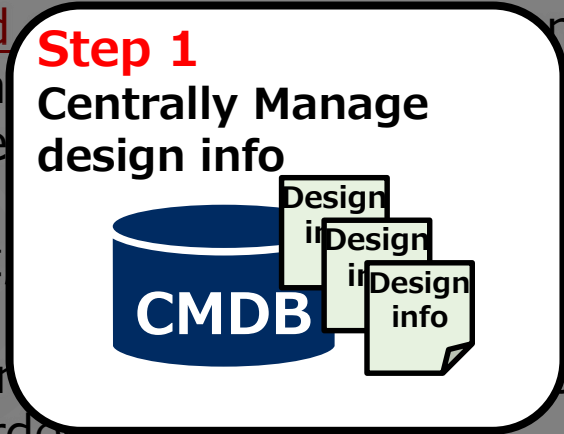 Step 1
Centrally Manage
design info
Design
Design
Design
info
CMDB